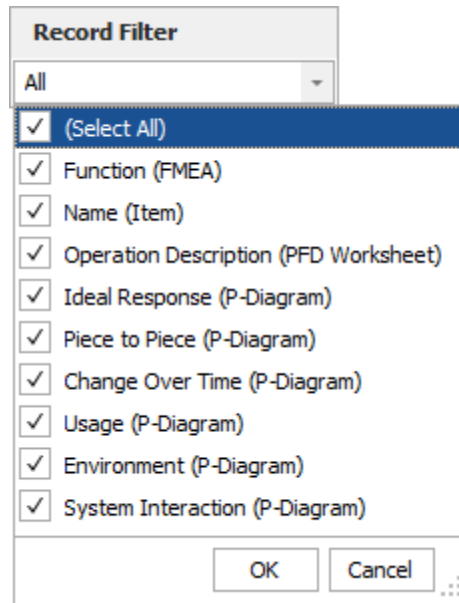 Record Filter
All
(Select All)
Function (FMEA)
Name (Item)
Operation Description (PFD Worksheet)
Ideal Response (P-Diagram)
Piece to Piece (P-Diagram)
Change Over Time (P-Diagram)
Usage (P-Diagram)
Environment (P-Diagram)
System Interaction (P-Diagram)
OK Cancel